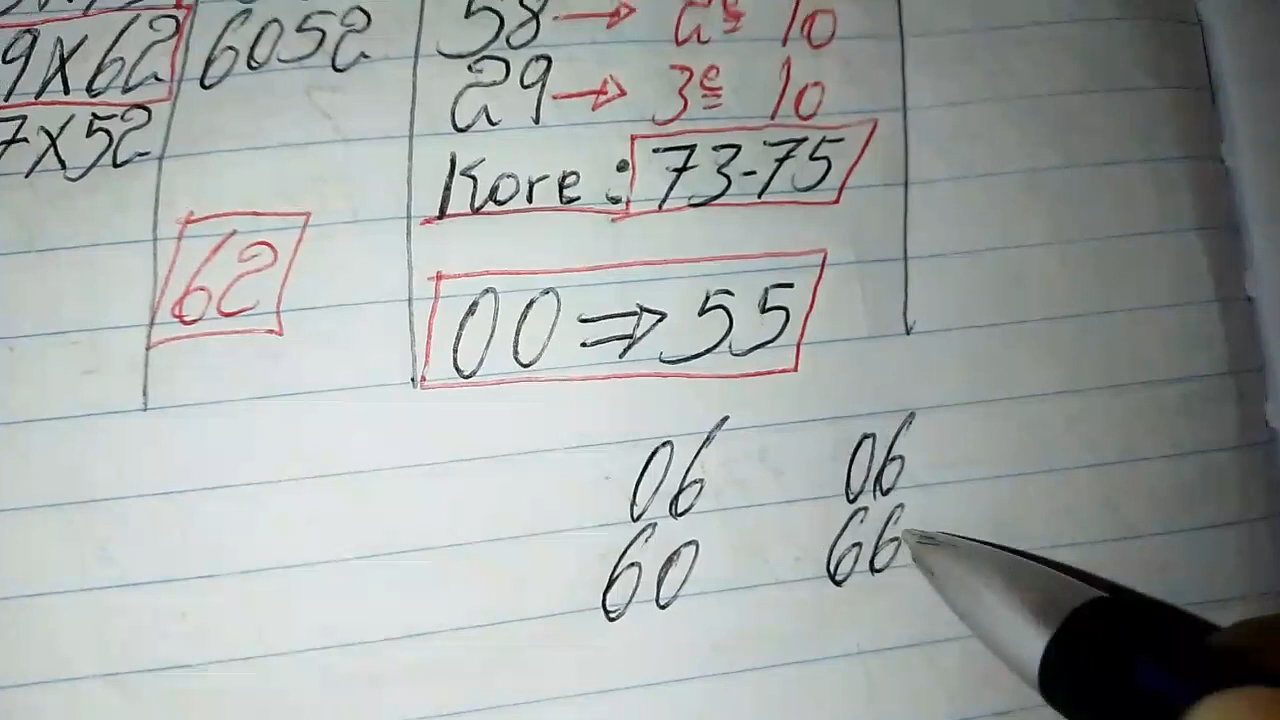 9x62 6052
7x52
62
58 → 2e 10
29 → 3e 10
Kore : 73-75
00 ⇒ 55
06 06
60 66